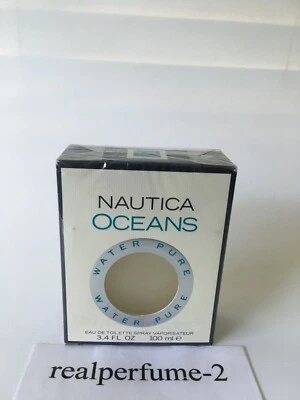 NAUTICA
OCEANS
WATER PURE
WATER PURE
EAU DE TOILETTE SPRAY VAPORISATEUR
3.4 FL. OZ 100 ml e
realperfume-2